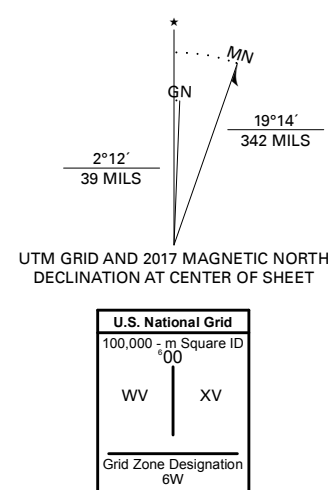 ★
MN
GN
19°14´
342 MILS
2°12´
39 MILS
UTM GRID AND 2017 MAGNETIC NORTH
DECLINATION AT CENTER OF SHEET
U.S. National Grid
100,000 - m Square ID
⁶00
WV XV
Grid Zone Designation
6W